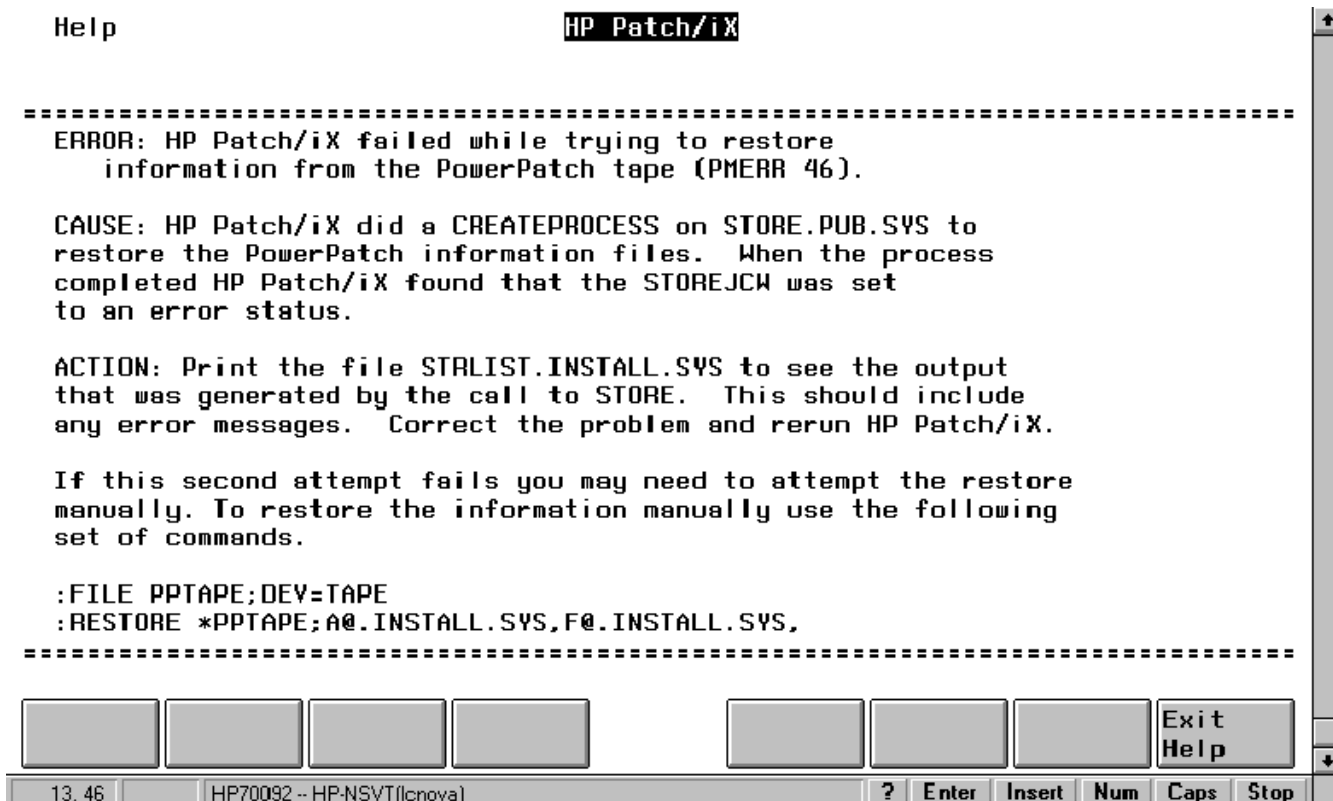 Help HP Patch/iX
================================================================================
ERROR: HP Patch/iX failed while trying to restore
information from the PowerPatch tape (PMERR 46).
CAUSE: HP Patch/iX did a CREATEPROCESS on STORE.PUB.SYS to
restore the PowerPatch information files. When the process
completed HP Patch/iX found that the STOREJCW was set
to an error status.
ACTION: Print the file STRLIST.INSTALL.SYS to see the output
that was generated by the call to STORE. This should include
any error messages. Correct the problem and rerun HP Patch/iX.
If this second attempt fails you may need to attempt the restore
manually. To restore the information manually use the following
set of commands.
:FILE PPTAPE;DEV=TAPE
:RESTORE *PPTAPE;A@.INSTALL.SYS,F@.INSTALL.SYS,
================================================================================
Exit
Help
13, 46 HP70092 -- HP-NSVT(lcnova) ? Enter Insert Num Caps Stop